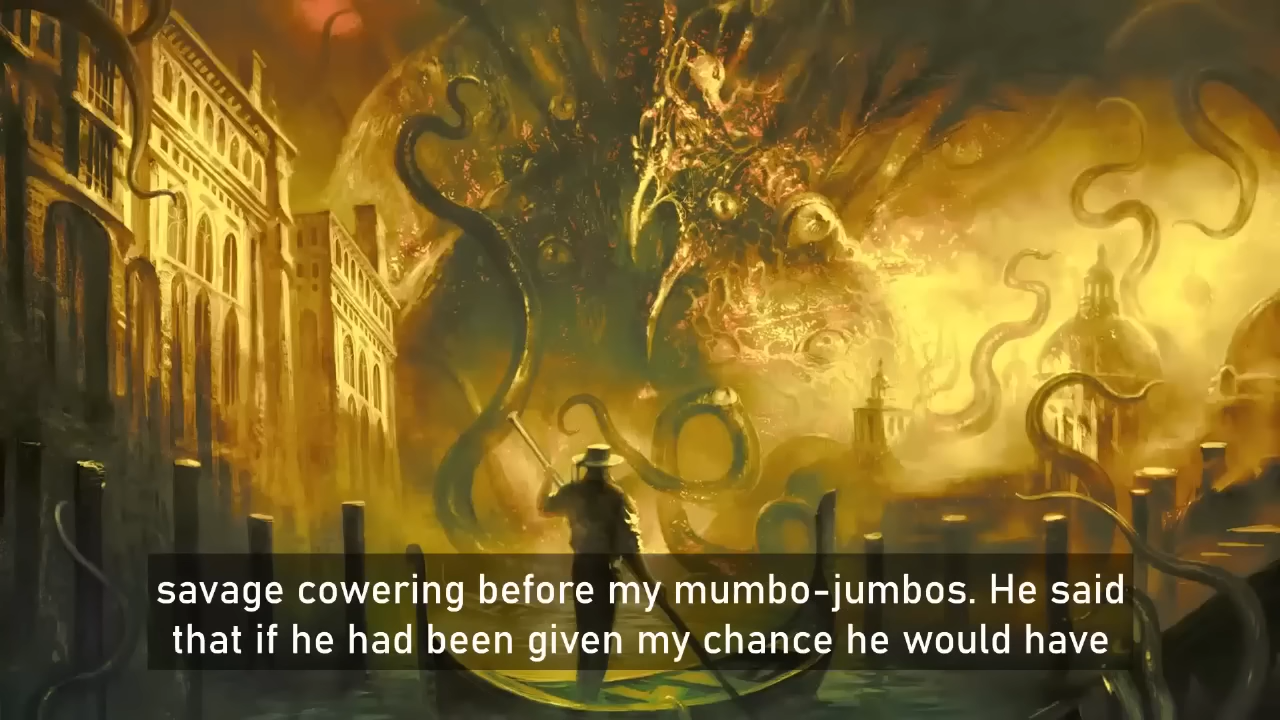 savage cowering before my mumbo-jumbos. He said
that if he had been given my chance he would have